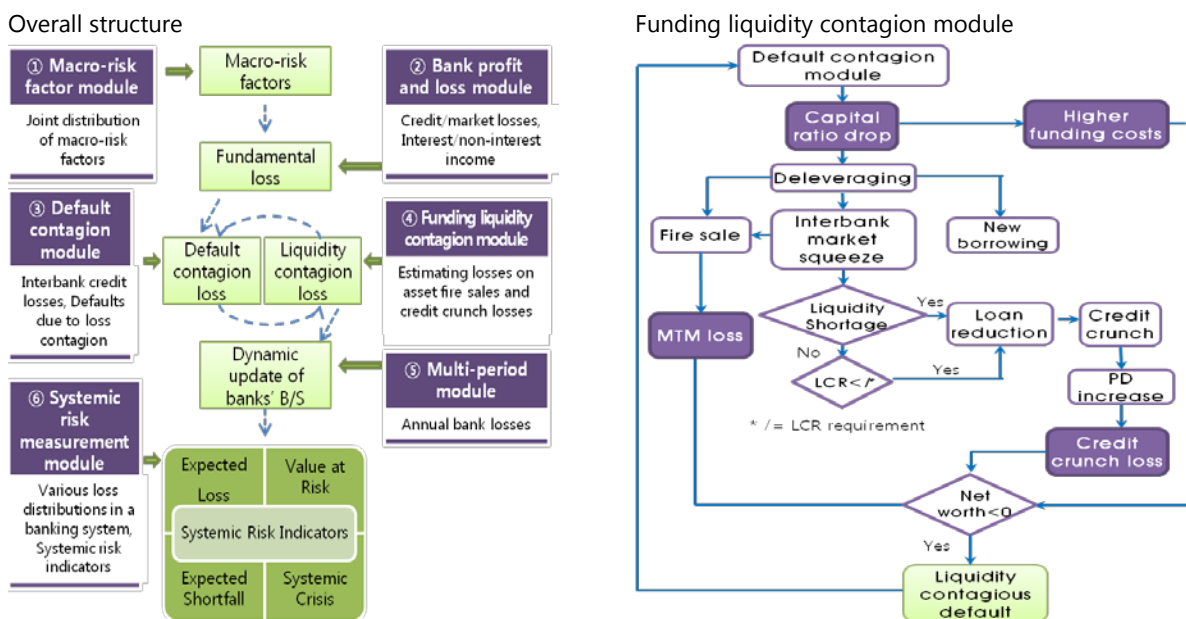 Overall structure
① Macro-risk
factor module
Joint distribution
of macro-risk
factors
Macro-risk
factors
② Bank profit
and loss module
Credit/market losses,
Interest/non-interest
income
Fundamental
loss
③ Default
contagion
module
Interbank credit
losses, Defaults
due to loss
contagion
Default
contagion
loss
Liquidity
contagion
loss
④ Funding liquidity
contagion module
Estimating losses on
asset fire sales and
credit crunch losses
Dynamic
update of
banks' B/S
⑤ Multi-period
module
Annual bank losses
⑥ Systemic
risk
measurement
module
Various loss
distributions in a
banking system,
Systemic risk
indicators
Expected
Loss
Value at
Risk
Systemic Risk Indicators
Expected
Shortfall
Systemic
Crisis
Funding liquidity contagion module
Default contagion
module
Capital
ratio drop
Higher
funding costs
Deleveraging
Fire sale
Interbank
market
squeeze
New
borrowing
Liquidity
Shortage
Yes
Loan
reduction
Credit
crunch
MTM loss
No
LCR</*
Yes
PD
increase
* /= LCR requirement
Credit
crunch loss
Net
worth<0
Yes
Liquidity
contagious
default